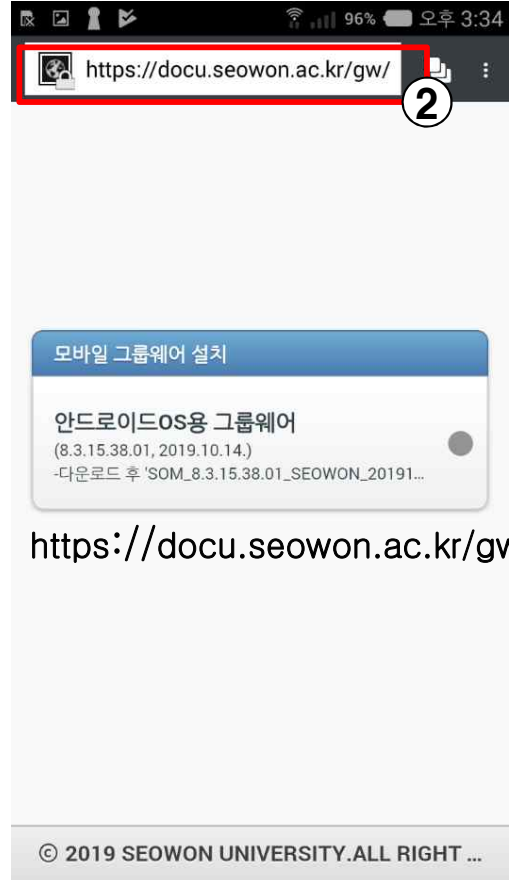 96% 오후 3:34
https://docu.seowon.ac.kr/gw/
2
모바일 그룹웨어 설치
안드로이드OS용 그룹웨어
(8.3.15.38.01, 2019.10.14.)
-다운로드 후 'SOM_8.3.15.38.01_SEOWON_20191...
https://docu.seowon.ac.kr/gw
© 2019 SEOWON UNIVERSITY.ALL RIGHT ...